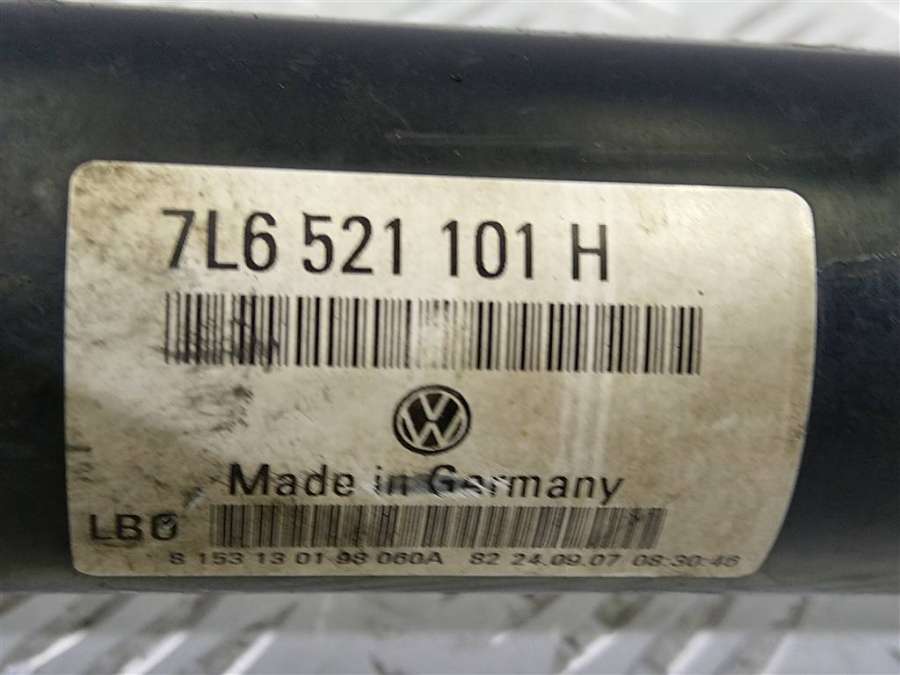 7L6 521 101 H
Made in Germany
LB0
8 153 13 01-98 060A 82 24.09.07 08:30:46